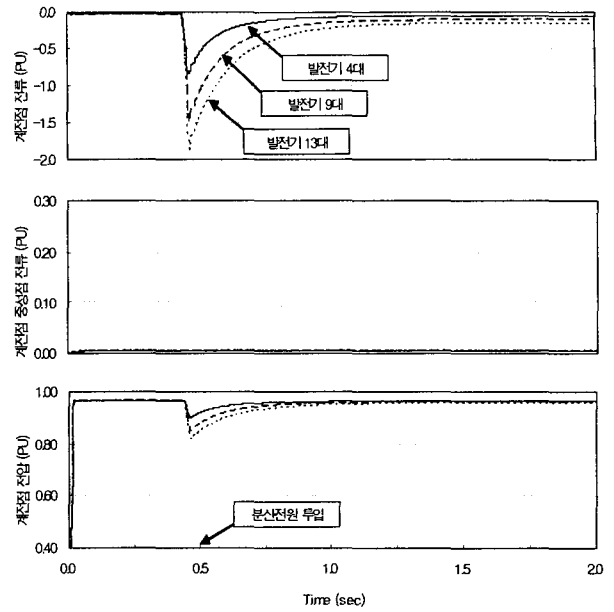 0.0
-0.5
-1.0
-1.5
-2.0
계전점 전류 (PU)
발전기 4대
발전기 9대
발전기 13대
0.30
0.20
0.10
0.00
계전점 중성점 전류 (PU)
1.00
0.80
0.60
0.40
계전점 전압 (PU)
분산전원 투입
0.0
0.5
1.0
1.5
2.0
Time (sec)